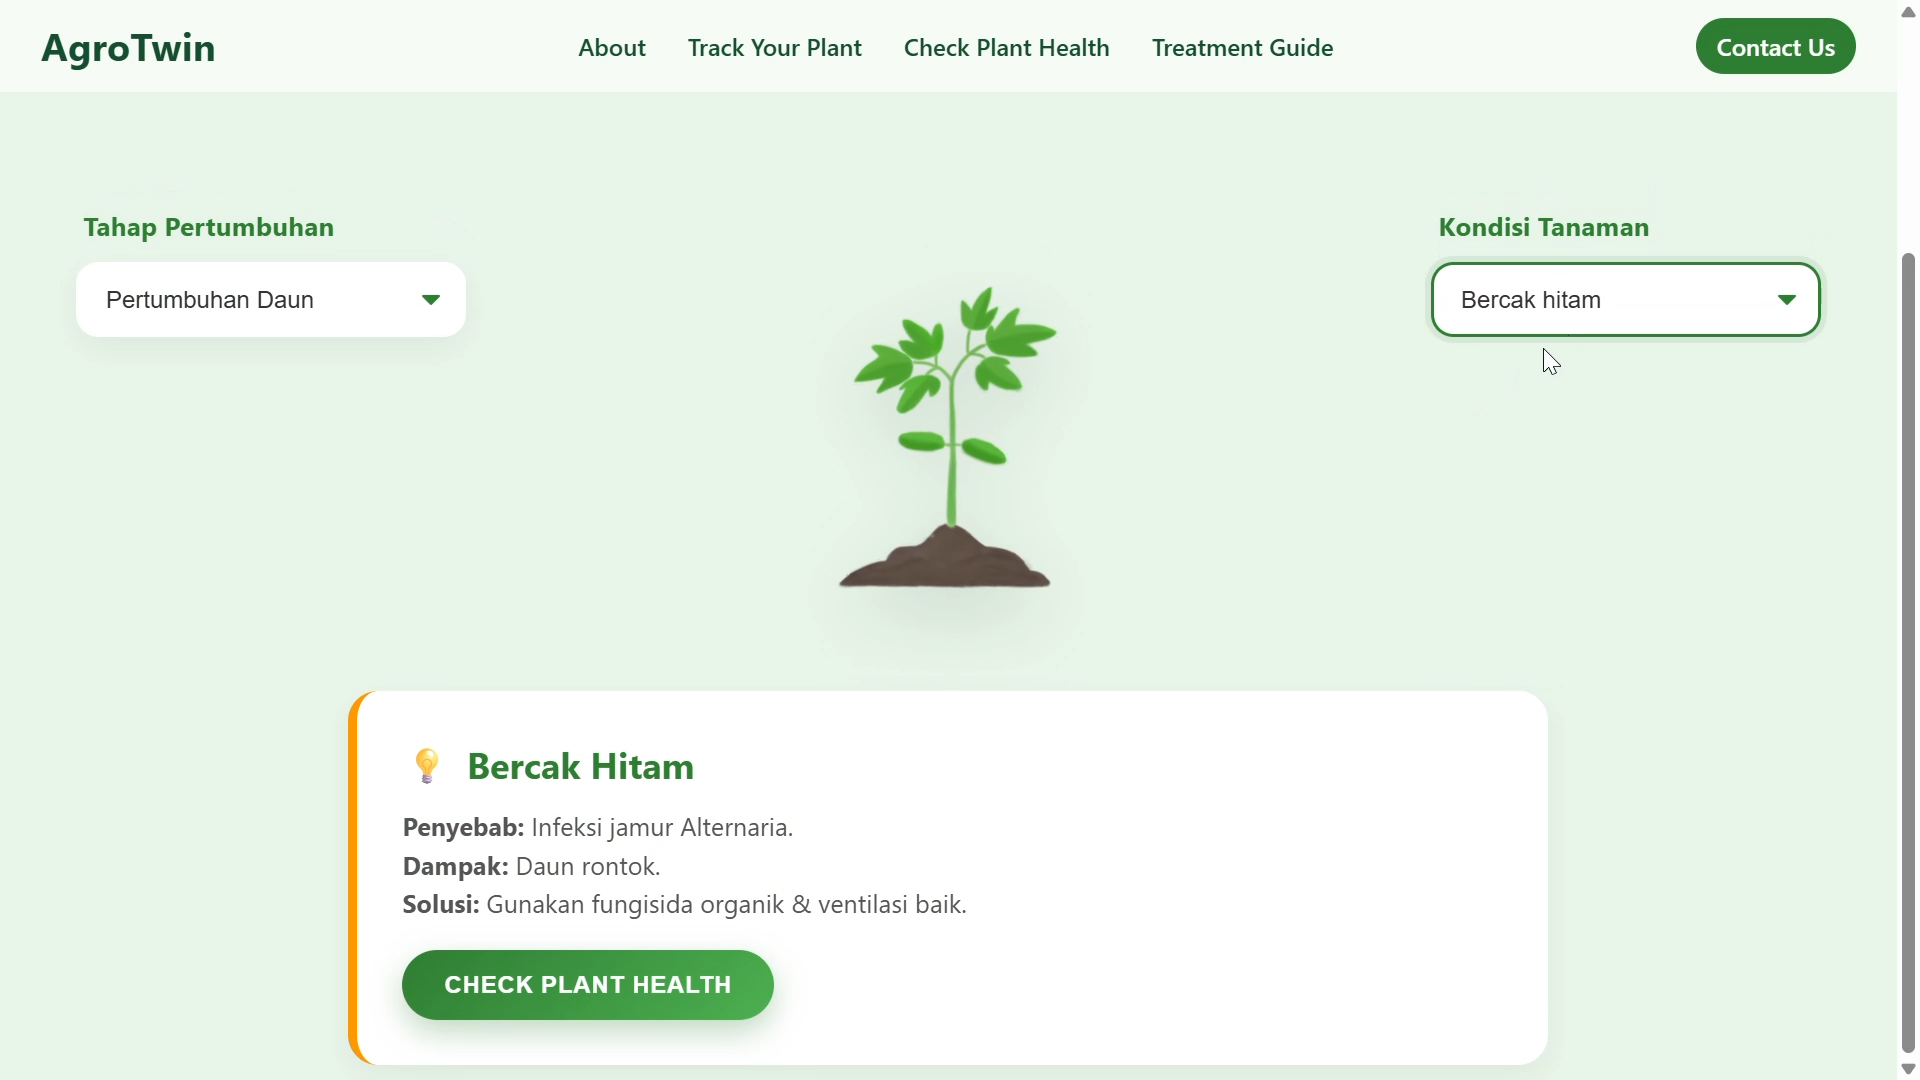 AgroTwin
About
Track Your Plant
Check Plant Health
Treatment Guide
Contact Us
Tahap Pertumbuhan
Pertumbuhan Daun
Kondisi Tanaman
Bercak hitam
Bercak Hitam
Penyebab: Infeksi jamur Alternaria.
Dampak: Daun rontok.
Solusi: Gunakan fungisida organik & ventilasi baik.
CHECK PLANT HEALTH